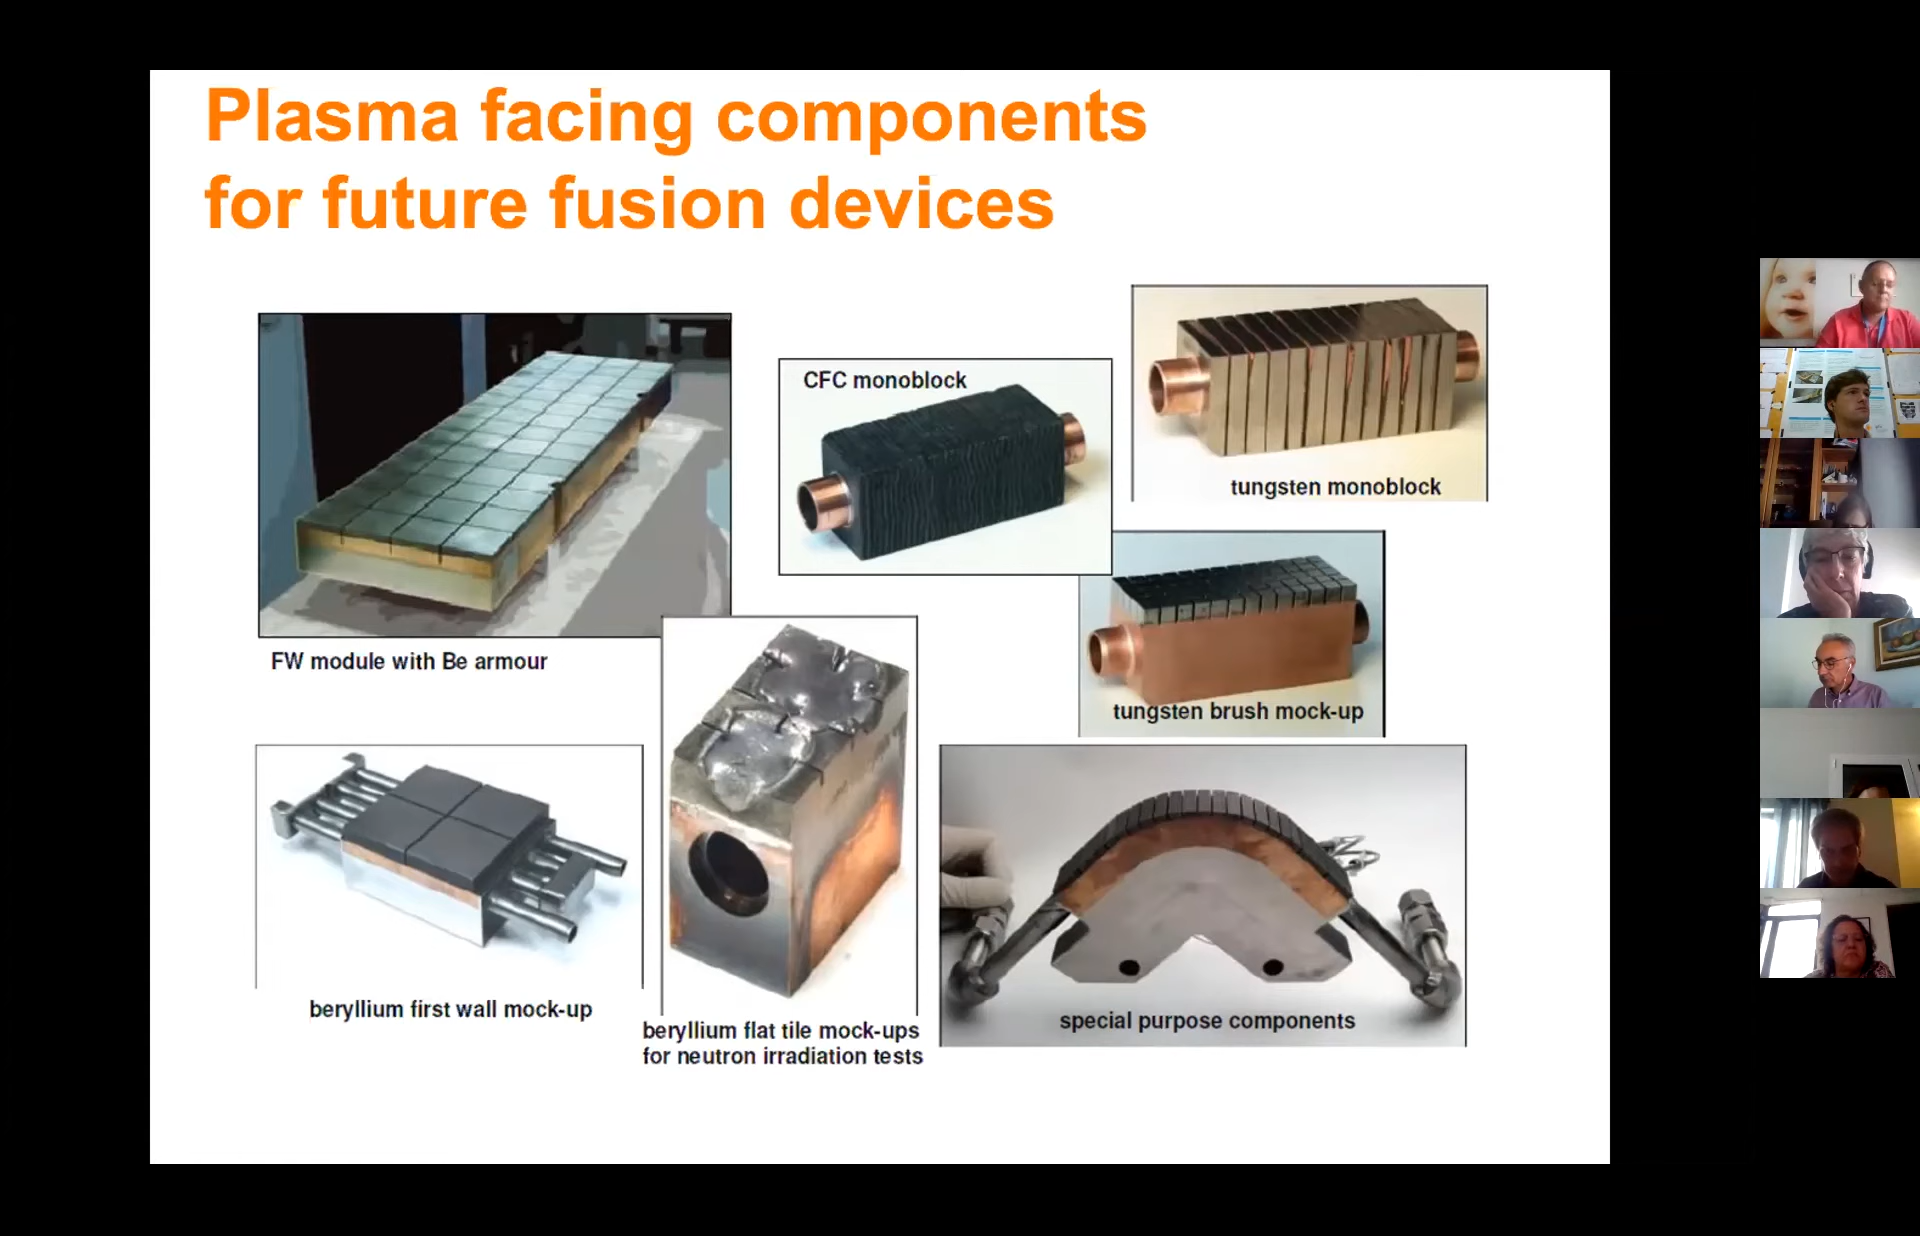 Plasma facing components
for future fusion devices
CFC monoblock
tungsten monoblock
FW module with Be armour
tungsten brush mock-up
beryllium first wall mock-up
beryllium flat tile mock-ups
for neutron irradiation tests
special purpose components